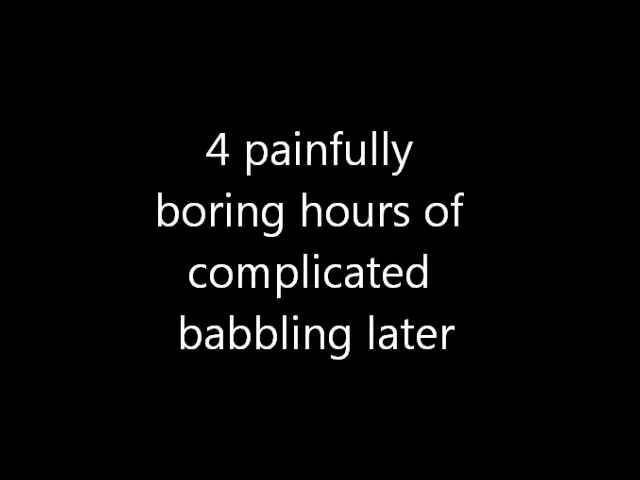 4 painfully
boring hours of
complicated
babbling later